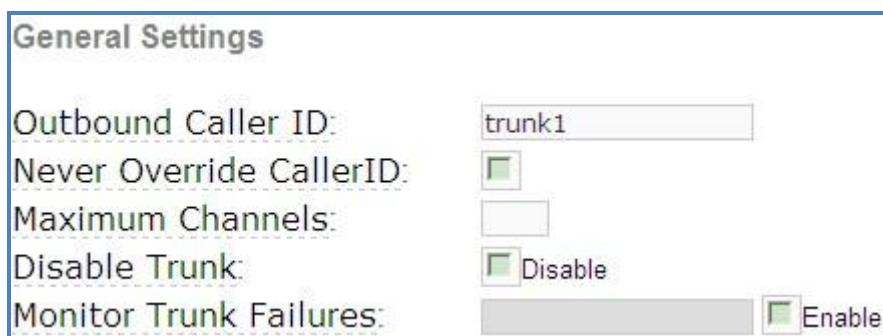 General Settings
Outbound Caller ID: trunk1
Never Override CallerID:
Maximum Channels:
Disable Trunk: Disable
Monitor Trunk Failures: Enable